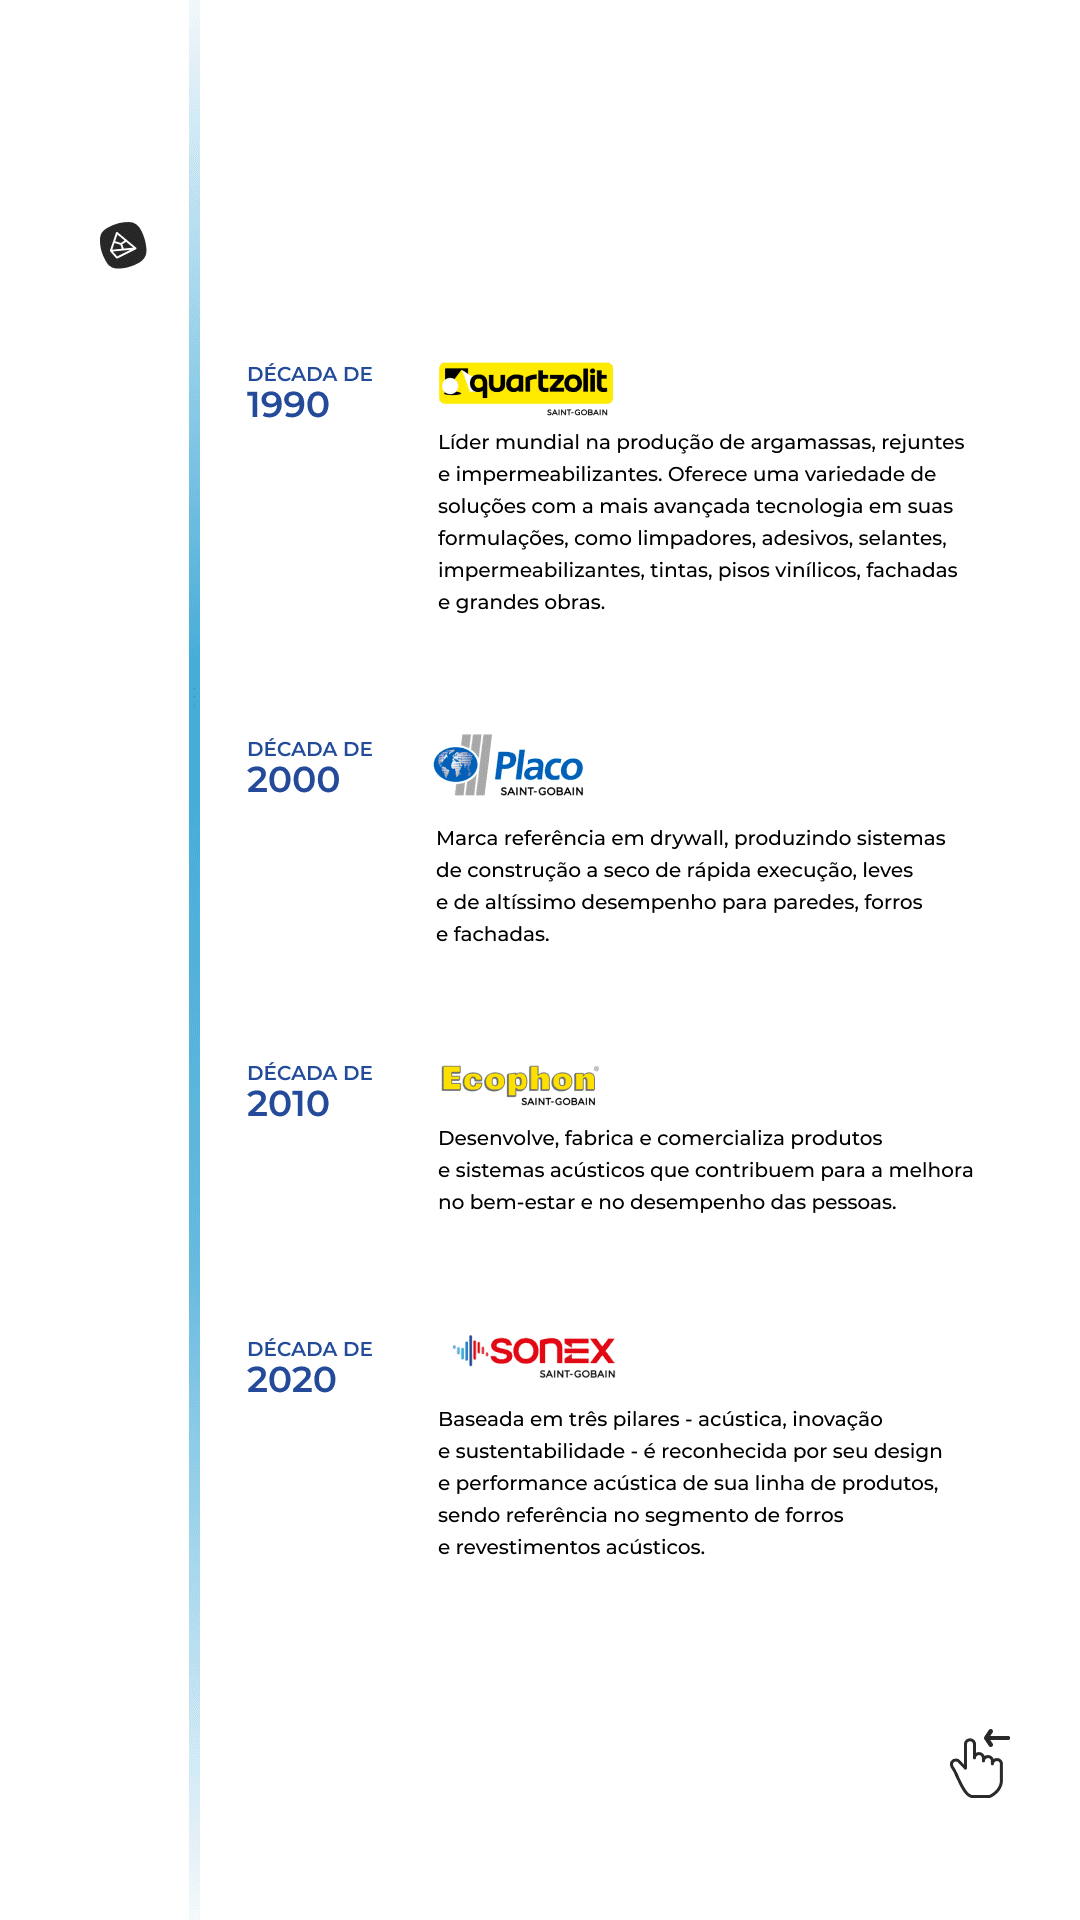 DÉCADA DE
1990
quartzolit
SAINT-GOBAIN
Líder mundial na produção de argamassas, rejuntes
e impermeabilizantes. Oferece uma variedade de
soluções com a mais avançada tecnologia em suas
formulações, como limpadores, adesivos, selantes,
impermeabilizantes, tintas, pisos vinílicos, fachadas
e grandes obras.
DÉCADA DE
2000
Placo
SAINT-GOBAIN
Marca referência em drywall, produzindo sistemas
de construção a seco de rápida execução, leves
e de altíssimo desempenho para paredes, forros
e fachadas.
DÉCADA DE
2010
Ecophon®
SAINT-GOBAIN
Desenvolve, fabrica e comercializa produtos
e sistemas acústicos que contribuem para a melhora
no bem-estar e no desempenho das pessoas.
DÉCADA DE
2020
SONEX
SAINT-GOBAIN
Baseada em três pilares - acústica, inovação
e sustentabilidade - é reconhecida por seu design
e performance acústica de sua linha de produtos,
sendo referência no segmento de forros
e revestimentos acústicos.